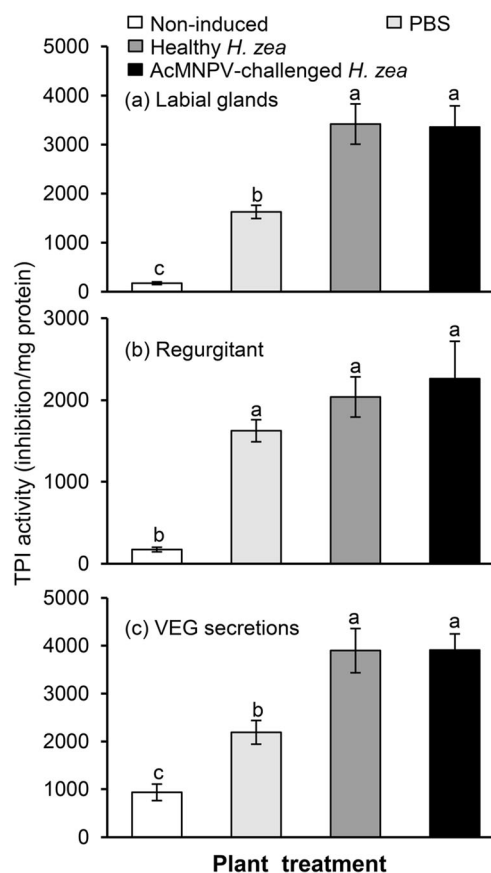 Non-induced
PBS
Healthy H. zea
AcMNPV-challenged H. zea
TPI activity (inhibition/mg protein)
5000
4000
3000
2000
1000
0
(a) Labial glands
c
b
a
a
3000
2000
1000
0
(b) Regurgitant
b
a
a
a
5000
4000
3000
2000
1000
0
(c) VEG secretions
c
b
a
a
Plant treatment